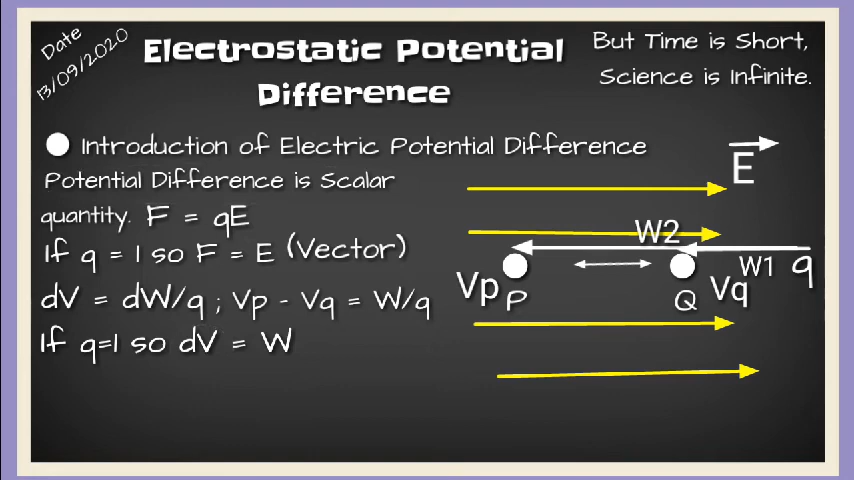 Date
13/09/2020
Electrostatic Potential
Difference
But Time is Short,
Science is Infinite.
Introduction of Electric Potential Difference
Potential Difference is Scalar
quantity. F = qE
If q = 1 so F = E (Vector)
dV = dW/q ; Vp - Vq = W/q
If q=1 so dV = W
E
W2
W1
q
Vp
P
Q
Vq